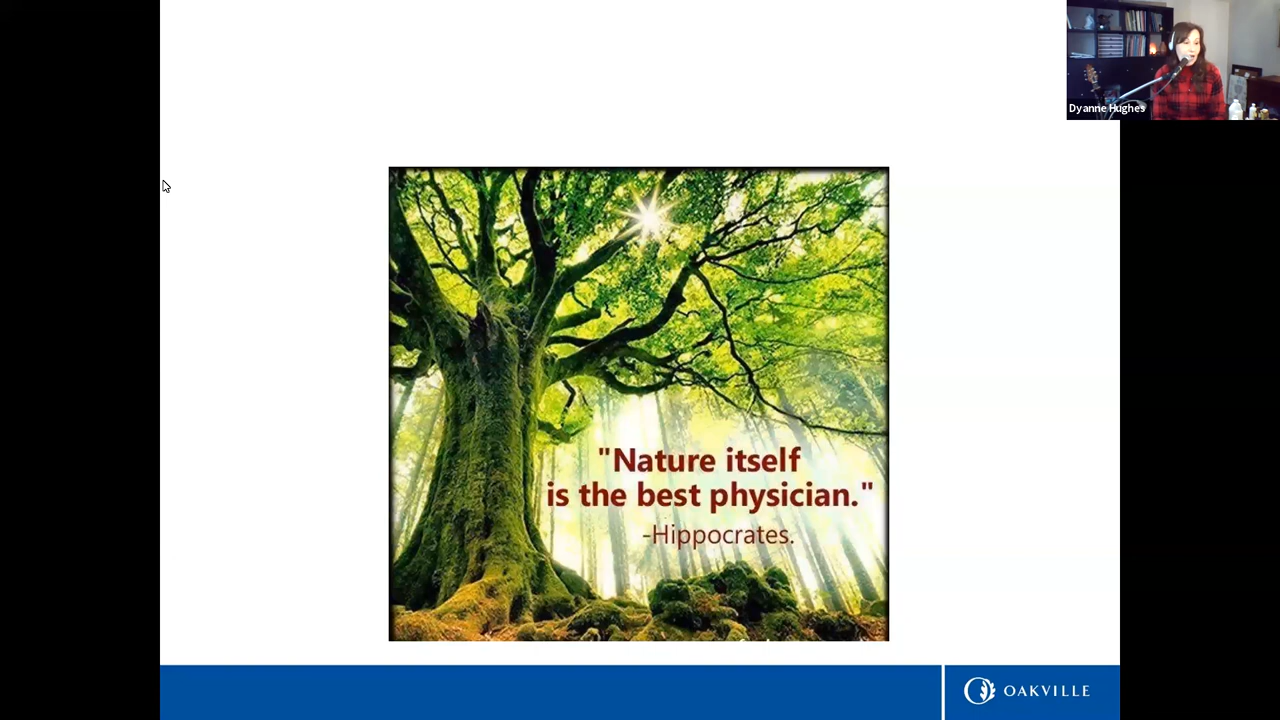 Dyanne Hughes
"Nature itself
is the best physician."
-Hippocrates.
OAKVILLE